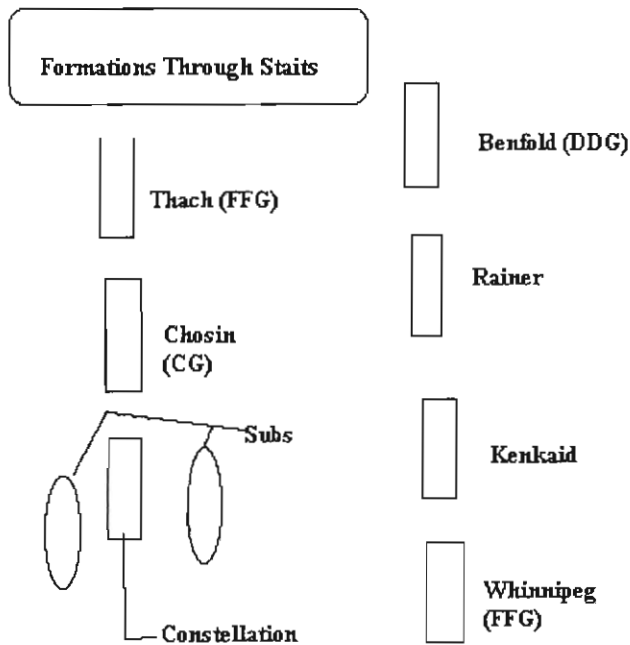 Formations Through Staits
Thach (FFG)
Chosin
(CG)
Subs
Constellation
Benfold (DDG)
Rainer
Kenkaid
Whinnipeg
(FFG)